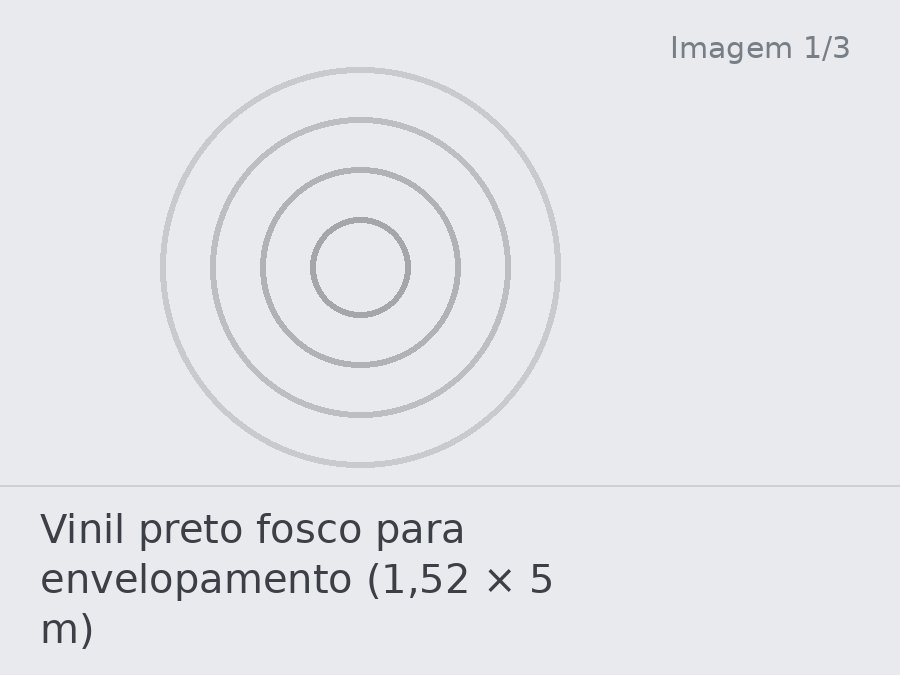 Imagem 1/3
Vinil preto fosco para
envelopamento (1,52 × 5
m)